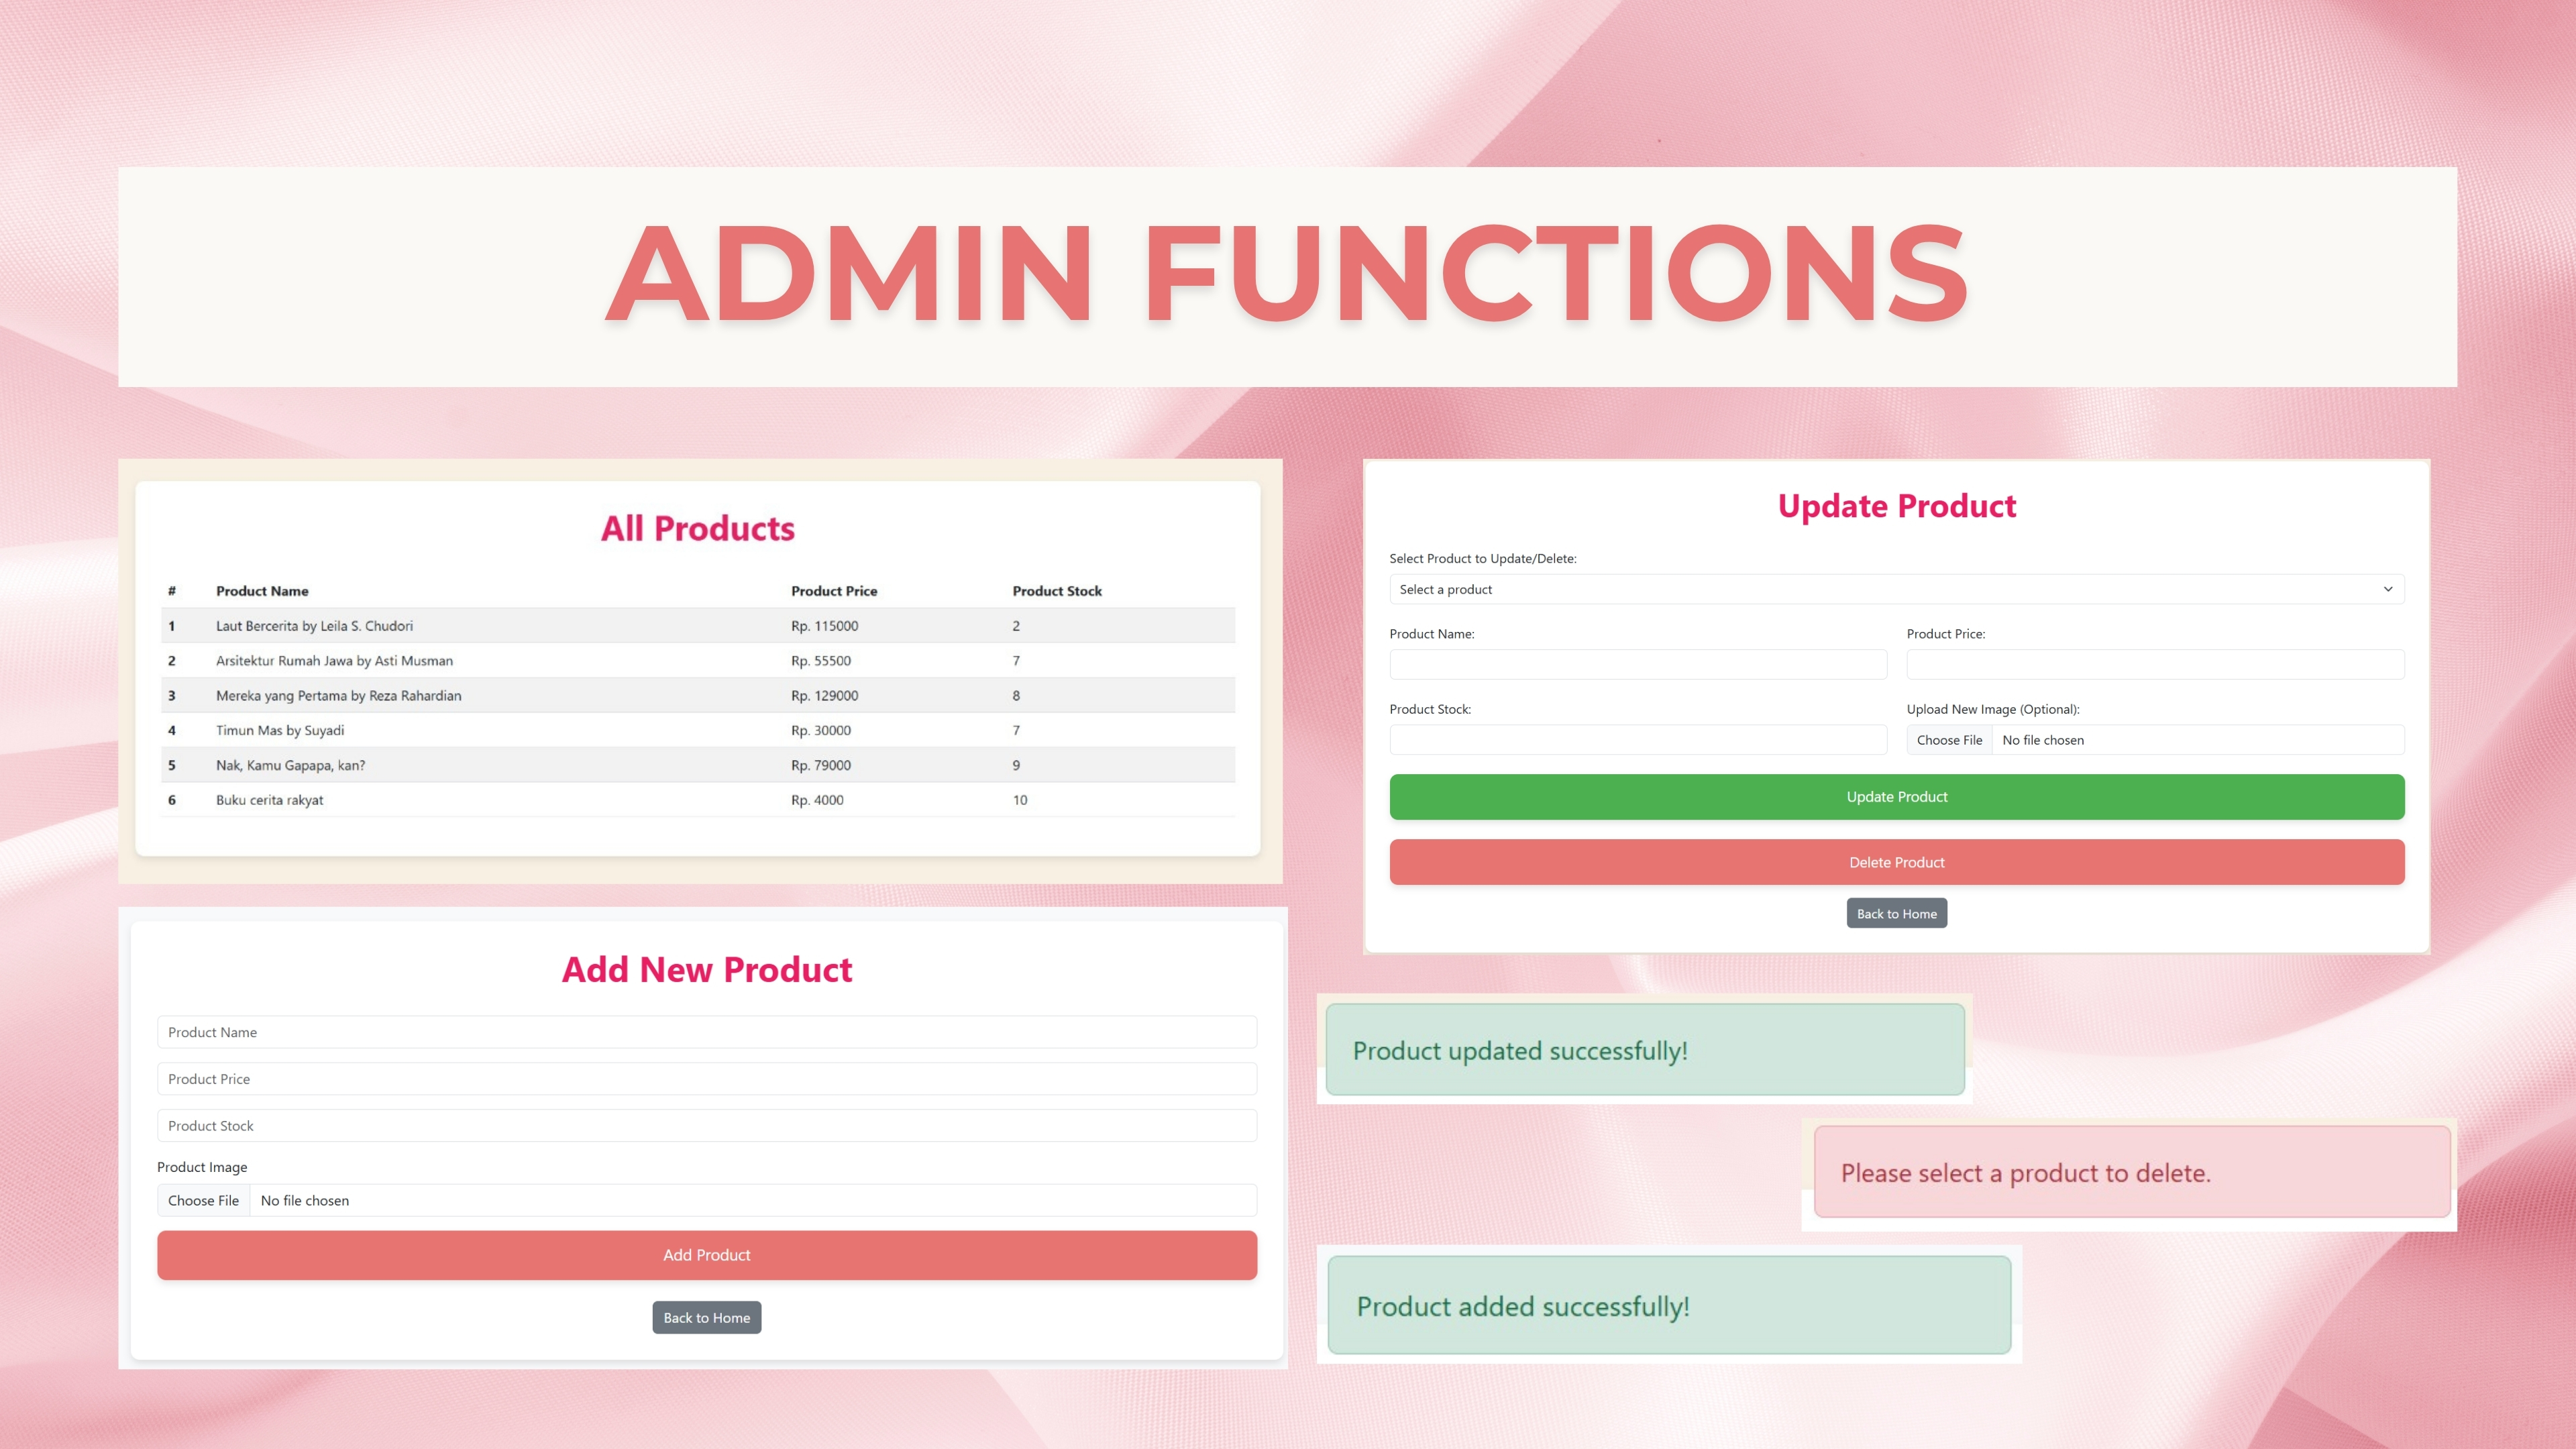 ADMIN FUNCTIONS
All Products
# Product Name Product Price Product Stock
1 Laut Bercerita by Leila S. Chudori Rp. 115000 2
2 Arsitektur Rumah Jawa by Asti Musman Rp. 55500 7
3 Mereka yang Pertama by Reza Rahardian Rp. 129000 8
4 Timun Mas by Suyadi Rp. 30000 7
5 Nak, Kamu Gapapa, kan? Rp. 79000 9
6 Buku cerita rakyat Rp. 4000 10
Add New Product
Product Name
Product Price
Product Stock
Product Image
Choose File No file chosen
Add Product
Back to Home
Update Product
Select Product to Update/Delete:
Select a product
Product Name: Product Price:
Product Stock: Upload New Image (Optional):
Choose File No file chosen
Update Product
Delete Product
Back to Home
Product updated successfully!
Please select a product to delete.
Product added successfully!